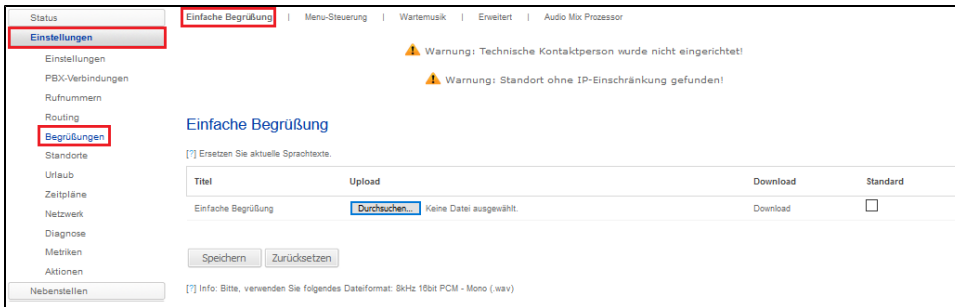 Status
Einstellungen
Einstellungen
PBX-Verbindungen
Rufnummern
Routing
Begrüßungen
Standorte
Urlaub
Zeitpläne
Netzwerk
Diagnose
Metriken
Aktionen
Nebenstellen
Einfache Begrüßung | Menu-Steuerung | Wartemusik | Erweitert | Audio Mix Prozessor
Warnung: Technische Kontaktperson wurde nicht eingerichtet!
Warnung: Standort ohne IP-Einschränkung gefunden!
Einfache Begrüßung
[?] Ersetzen Sie aktuelle Sprachtexte.
Titel Upload Download Standard
Einfache Begrüßung Durchsuchen... Keine Datei ausgewählt. Download
Speichern Zurücksetzen
[?] Info: Bitte, verwenden Sie folgendes Dateiformat: 8kHz 16bit PCM - Mono (.wav)